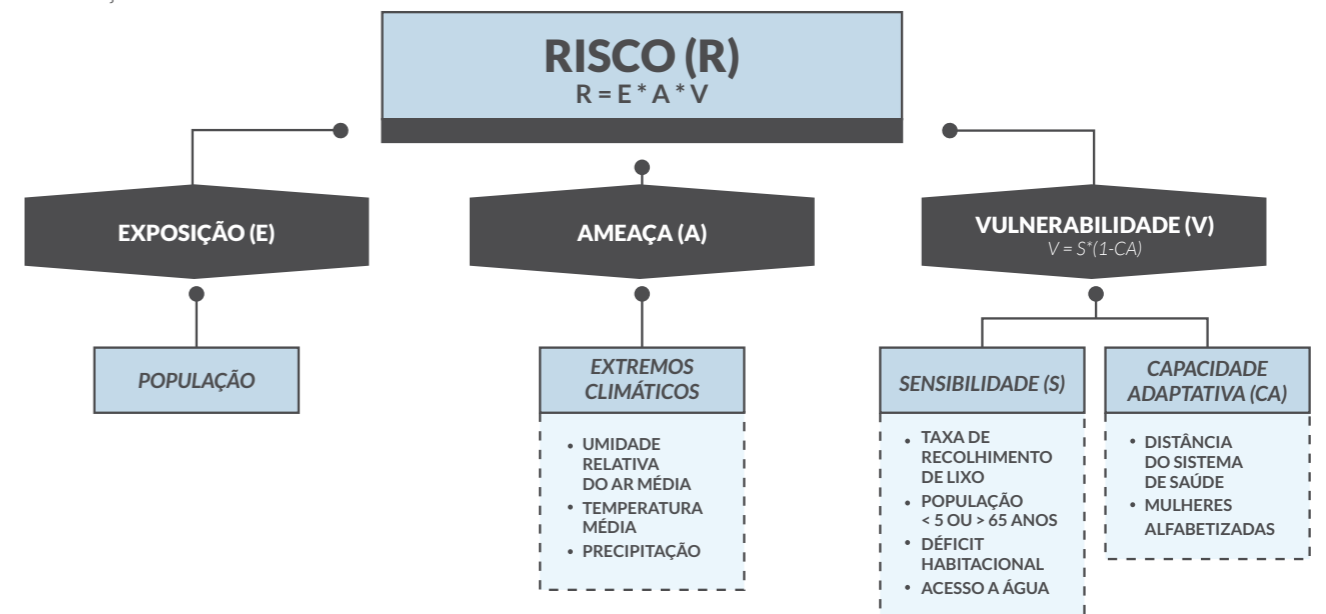 RISCO (R)
R = E * A * V
EXPOSIÇÃO (E)
POPULAÇÃO
AMEAÇA (A)
EXTREMOS
CLIMÁTICOS
• UMIDADE
RELATIVA
DO AR MÉDIA
• TEMPERATURA
MÉDIA
• PRECIPITAÇÃO
VULNERABILIDADE (V)
V = S*(1-CA)
SENSIBILIDADE (S)
• TAXA DE
RECOLHIMENTO
DE LIXO
• POPULAÇÃO
< 5 OU > 65 ANOS
• DÉFICIT
HABITACIONAL
• ACESSO A ÁGUA
CAPACIDADE
ADAPTATIVA (CA)
• DISTÂNCIA
DO SISTEMA
DE SAÚDE
• MULHERES
ALFABETIZADAS